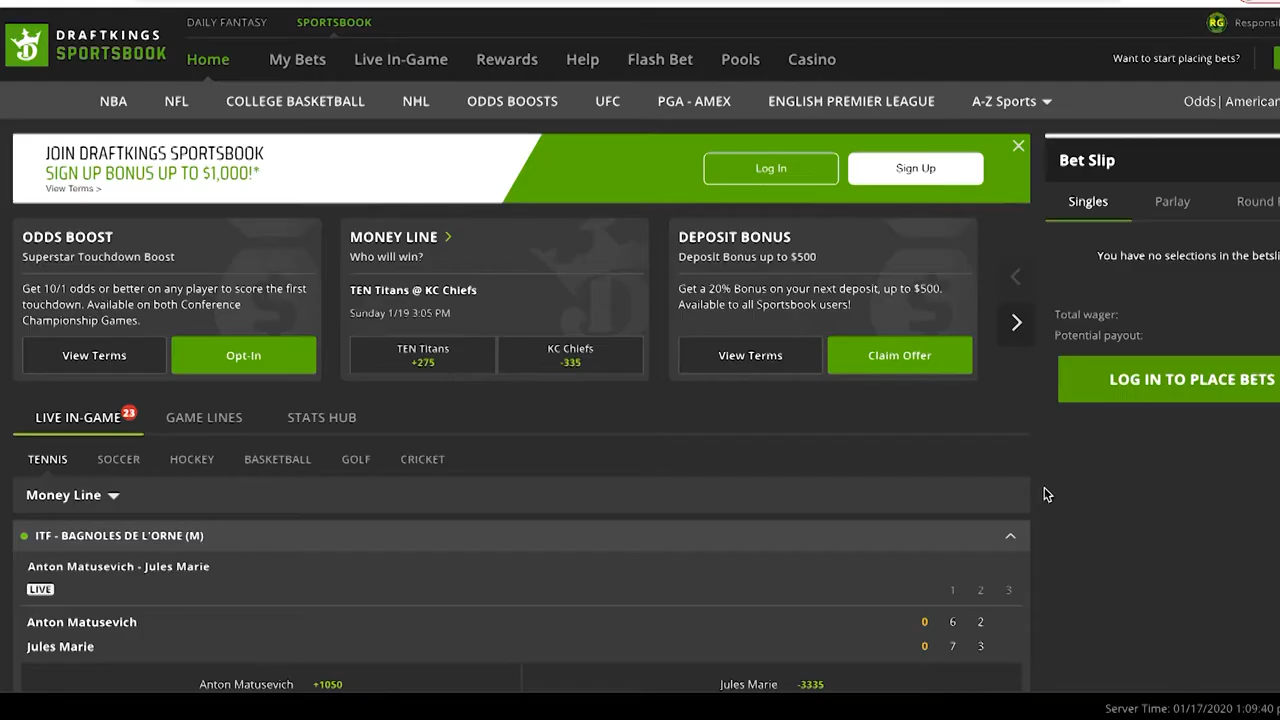 DAILY FANTASY SPORTSBOOK
RG Responsi
DRAFTKINGS
SPORTSBOOK
Home My Bets Live In-Game Rewards Help Flash Bet Pools Casino
Want to start placing bets?
NBA NFL COLLEGE BASKETBALL NHL ODDS BOOSTS UFC PGA - AMEX ENGLISH PREMIER LEAGUE A-Z Sports
Odds| American
JOIN DRAFTKINGS SPORTSBOOK
SIGN UP BONUS UP TO $1,000!*
View Terms >
Log In
Sign Up
ODDS BOOST
Superstar Touchdown Boost
Get 10/1 odds or better on any player to score the first
touchdown. Available on both Conference
Championship Games.
View Terms
Opt-In
MONEY LINE >
Who will win?
TEN Titans @ KC Chiefs
Sunday 1/19 3:05 PM
TEN Titans
+275
KC Chiefs
-335
DEPOSIT BONUS
Deposit Bonus up to $500
Get a 20% Bonus on your next deposit, up to $500.
Available to all Sportsbook users!
View Terms
Claim Offer
Bet Slip
Singles Parlay Round
You have no selections in the betsli
Total wager:
Potential payout:
LOG IN TO PLACE BETS
LIVE IN-GAME 23 GAME LINES STATS HUB
TENNIS SOCCER HOCKEY BASKETBALL GOLF CRICKET
Money Line
ITF - BAGNOLES DE L'ORNE (M)
Anton Matusevich - Jules Marie
LIVE
1 2 3
Anton Matusevich 0 6 2
Jules Marie 0 7 3
Anton Matusevich +1050
Jules Marie -3335
Server Time: 01/17/2020 1:09:40